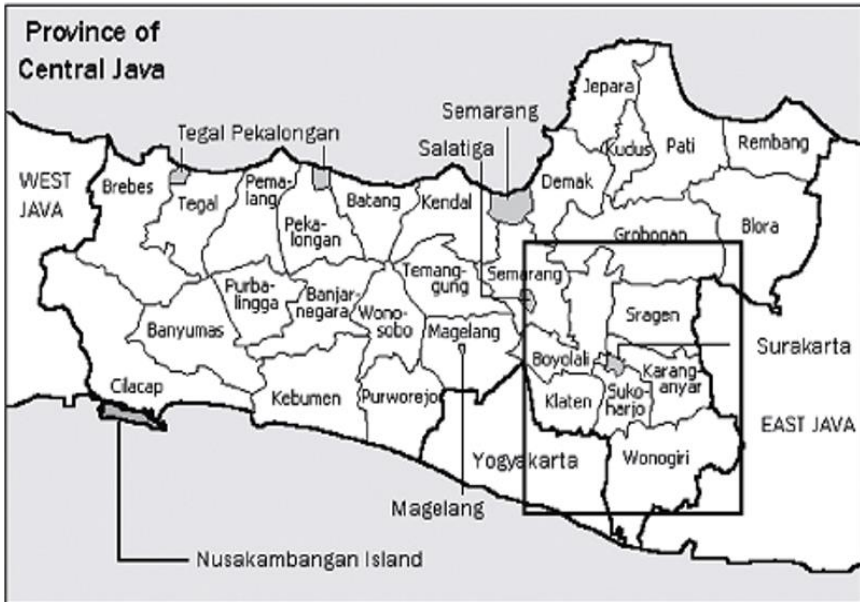 Province of
Central Java
Jepara
Semarang
Tegal Pekalongan
Salatiga
Kudus
Pati
Rembang
WEST
JAVA
Brebes
Tegal
Pema-
lang
Peka-
longan
Batang
Kendal
Demak
Blora
Grobogan
Temang-
gung
Semarang
Purba-
lingga
Banjar-
negara
Wono-
sobo
Magelang
Sragen
Banyumas
Boyolali
Surakarta
Karang-
anyar
Cilacap
Kebumen
Purworejo
Klaten
Suko-
harjo
EAST JAVA
Yogyakarta
Wonogiri
Magelang
Nusakambangan Island